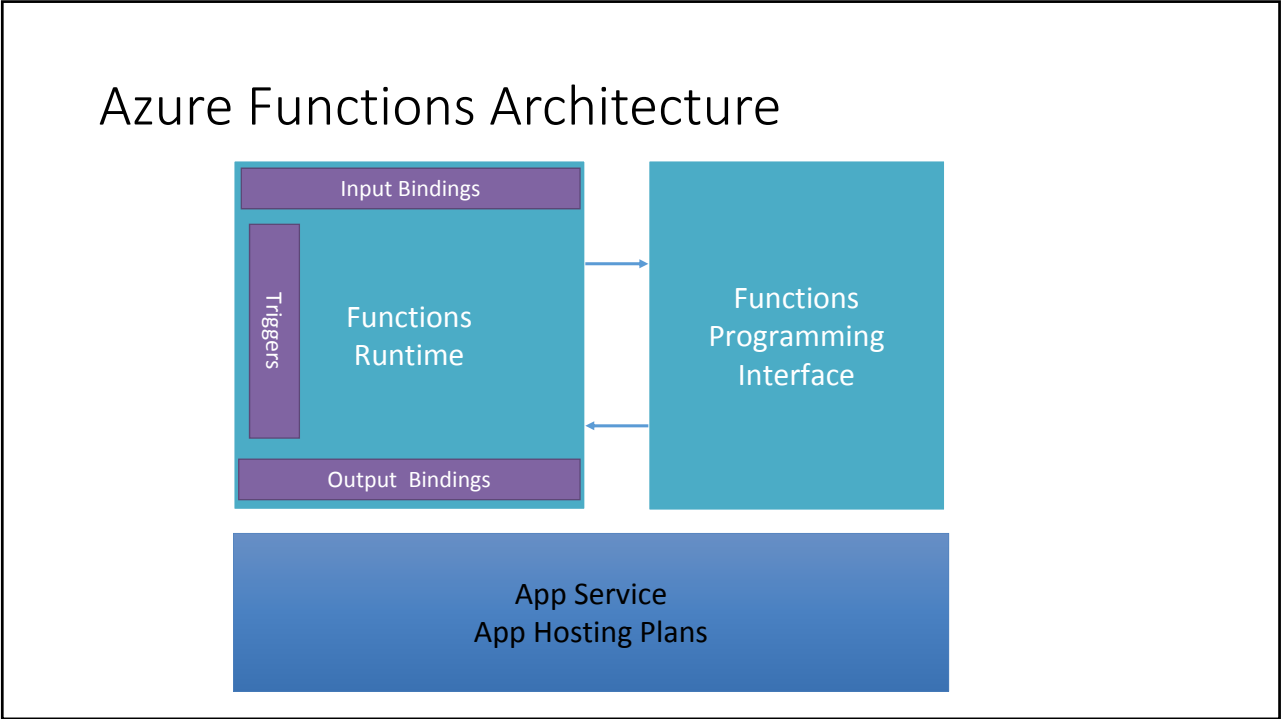 Azure Functions Architecture
Input Bindings
Triggers
Functions
Runtime
Output  Bindings
Functions
Programming
Interface
App Service
App Hosting Plans